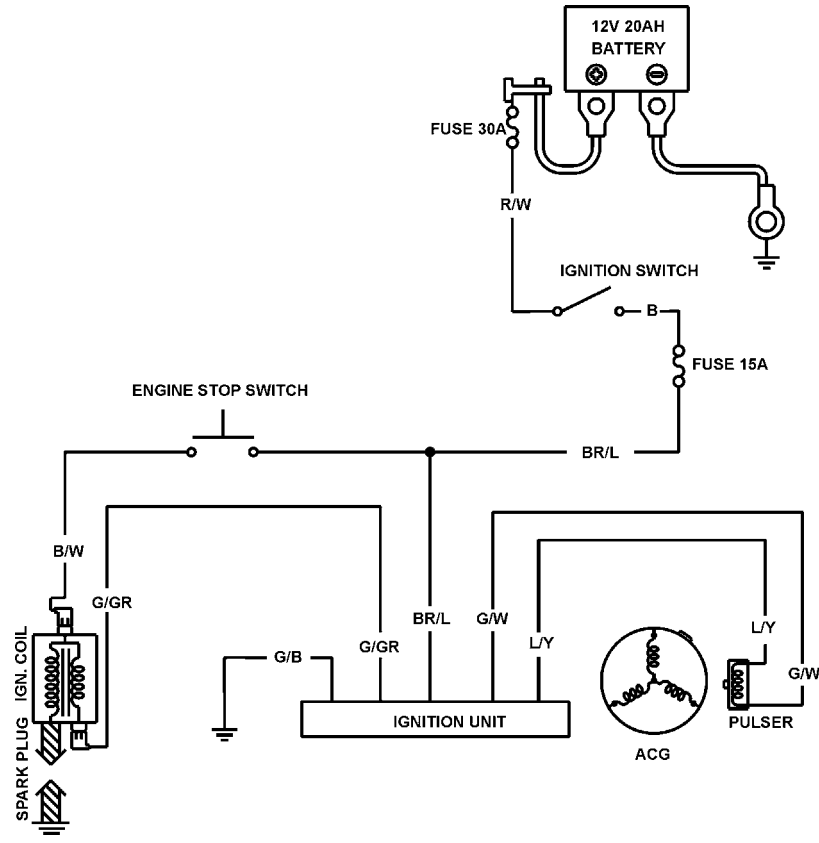 12V 20AH
BATTERY
FUSE 30A
R/W
IGNITION SWITCH
B
FUSE 15A
ENGINE STOP SWITCH
BR/L
B/W
G/GR
BR/L
G/W
L/Y
L/Y
G/W
G/B
G/GR
SPARK PLUG
IGN. COIL
IGNITION UNIT
PULSER
ACG